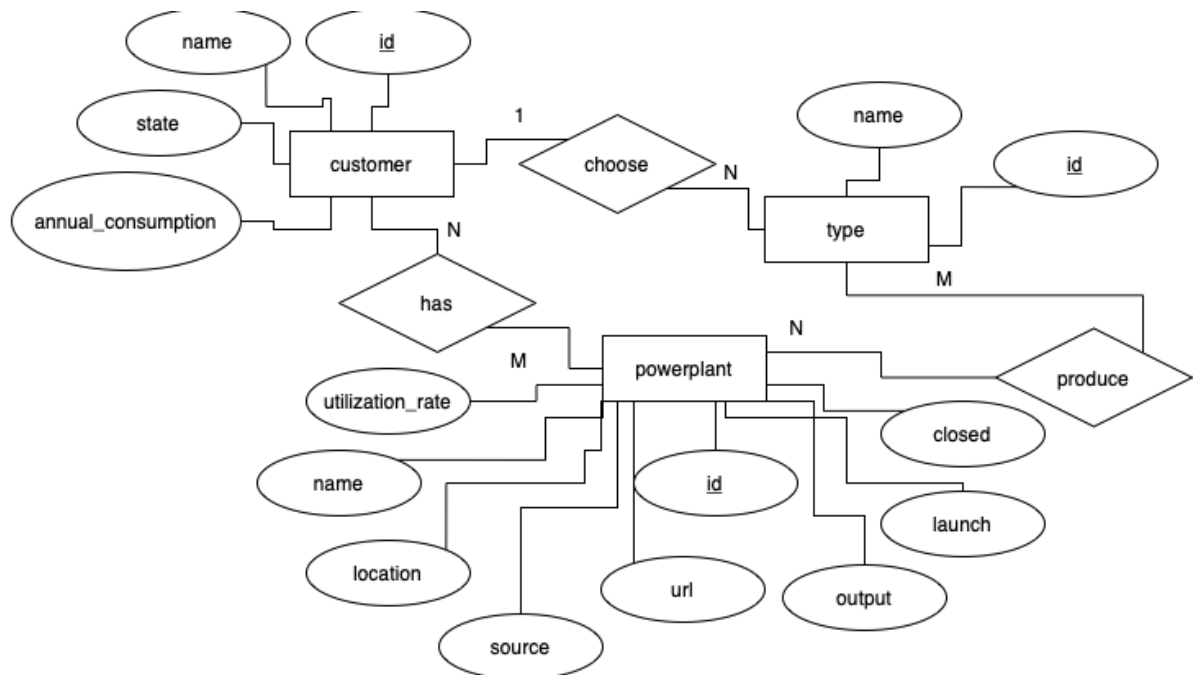 name
id
state
1
name
customer
choose
id
N
annual_consumption
N
type
M
has
N
M
powerplant
produce
utilization_rate
closed
name
id
launch
location
url
output
source